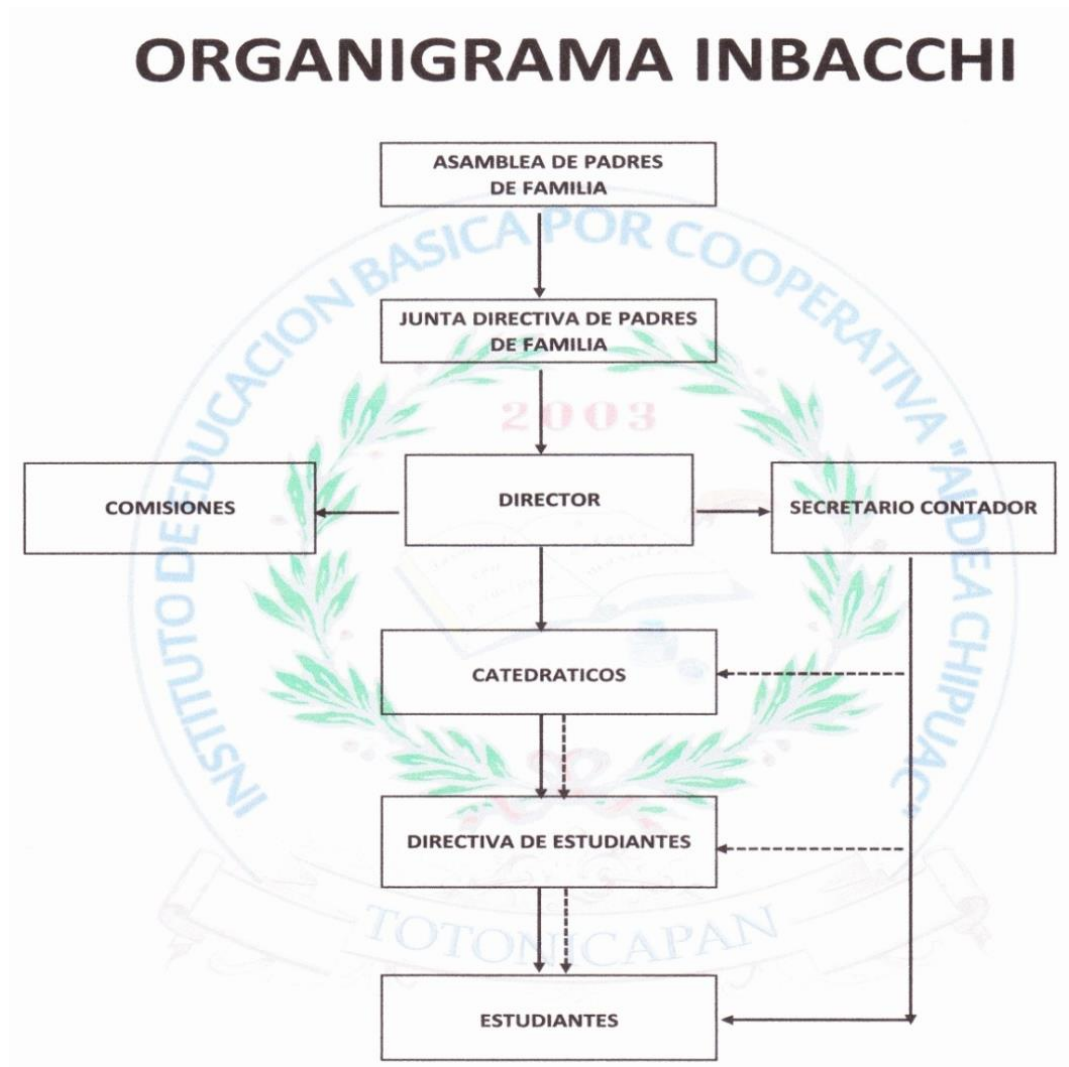 ORGANIGRAMA INBACCHI
ASAMBLEA DE PADRES
DE FAMILIA
INSTITUTO DE EDUCACION BASICA POR COOPERATIVA "ALDEA CHIPUAC"
JUNTA DIRECTIVA DE PADRES
DE FAMILIA
2003
COMISIONES
DIRECTOR
SECRETARIO CONTADOR
CATEDRATICOS
DIRECTIVA DE ESTUDIANTES
TOTONICAPAN
ESTUDIANTES